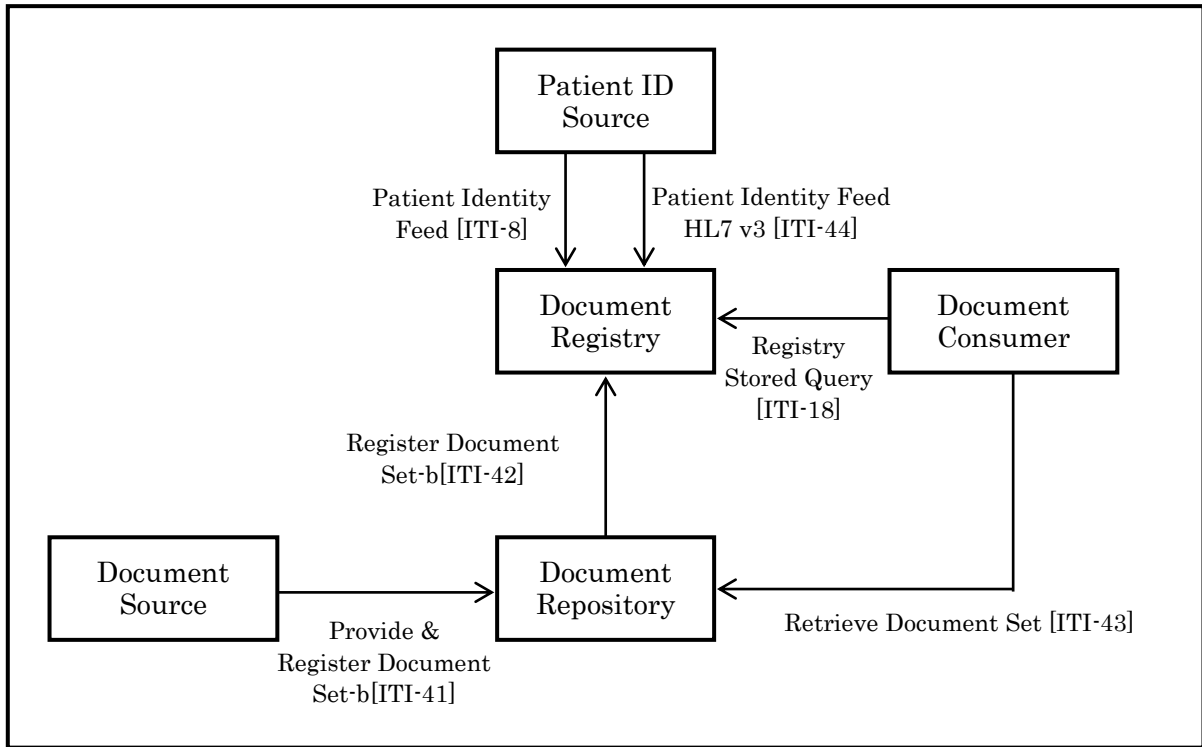 Patient ID
Source
Patient Identity
Feed [ITI-8]
Patient Identity Feed
HL7 v3 [ITI-44]
Document
Registry
Document
Consumer
Registry
Stored Query
[ITI-18]
Register Document
Set-b[ITI-42]
Document
Source
Document
Repository
Provide &
Register Document
Set-b[ITI-41]
Retrieve Document Set [ITI-43]